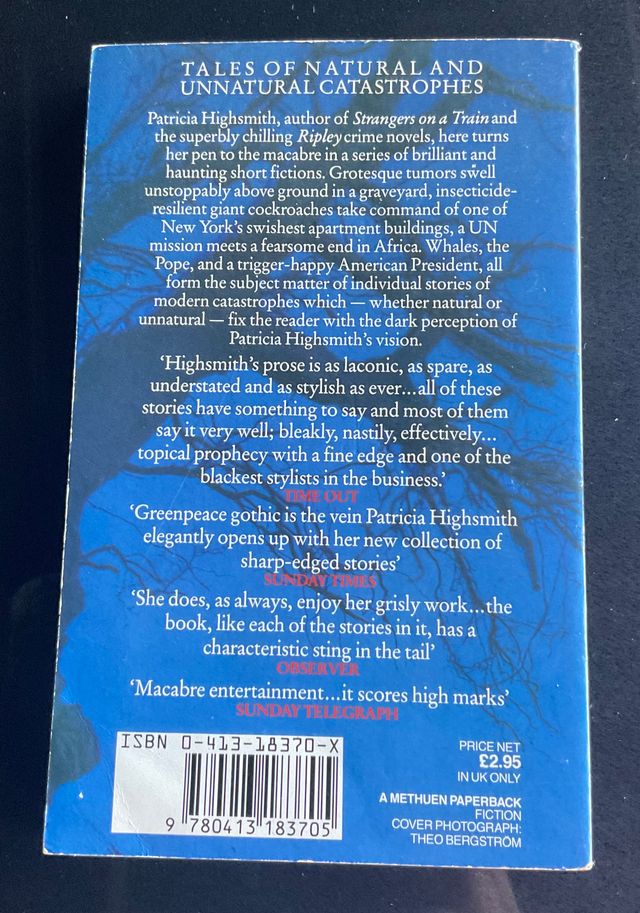 TALES OF NATURAL AND
UNNATURAL CATASTROPHES
Patricia Highsmith, author of Strangers on a Train and
the superbly chilling Ripley crime novels, here turns
her pen to the macabre in a series of brilliant and
haunting short fictions. Grotesque tumors swell
unstoppably above ground in a graveyard, insecticide-
resilient giant cockroaches take command of one of
New York's swishest apartment buildings, a UN
mission meets a fearsome end in Africa. Whales, the
Pope, and a trigger-happy American President, all
form the subject matter of individual stories of
modern catastrophes which — whether natural or
unnatural — fix the reader with the dark perception of
Patricia Highsmith's vision.
‘Highsmith's prose is as laconic, as spare, as
understated and as stylish as ever...all of these
stories have something to say and most of them
say it very well; bleakly, nastily, effectively...
topical prophecy with a fine edge and one of the
blackest stylists in the business.’
TIME OUT
‘Greenpeace gothic is the vein Patricia Highsmith
elegantly opens up with her new collection of
sharp-edged stories’
SUNDAY TIMES
‘She does, as always, enjoy her grisly work...the
book, like each of the stories in it, has a
characteristic sting in the tail’
OBSERVER
‘Macabre entertainment...it scores high marks’
SUNDAY TELEGRAPH
ISBN 0-413-18370-X
9 780413 183705
PRICE NET
£2.95
IN UK ONLY
A METHUEN PAPERBACK
FICTION
COVER PHOTOGRAPH:
THEO BERGSTRÖM